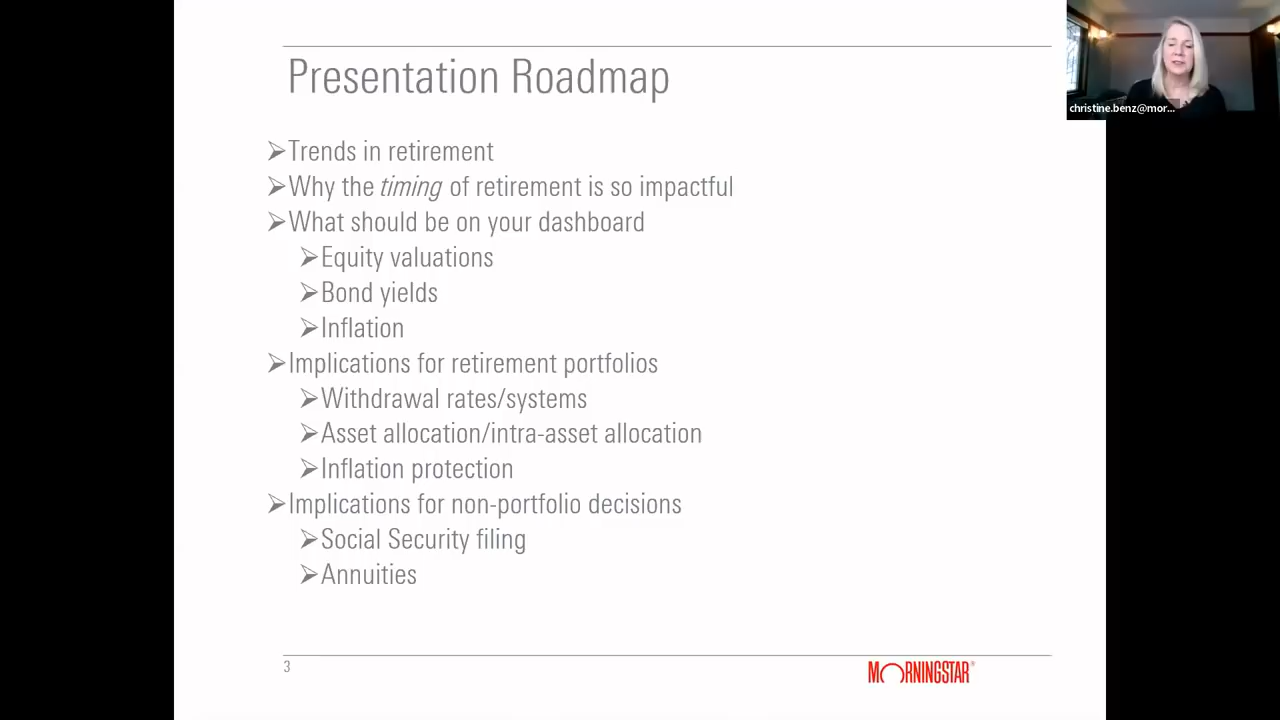 Presentation Roadmap
christine.benz@mor...
➢Trends in retirement
➢Why the timing of retirement is so impactful
➢What should be on your dashboard
➢Equity valuations
➢Bond yields
➢Inflation
➢Implications for retirement portfolios
➢Withdrawal rates/systems
➢Asset allocation/intra-asset allocation
➢Inflation protection
➢Implications for non-portfolio decisions
➢Social Security filing
➢Annuities
3
MORNINGSTAR®